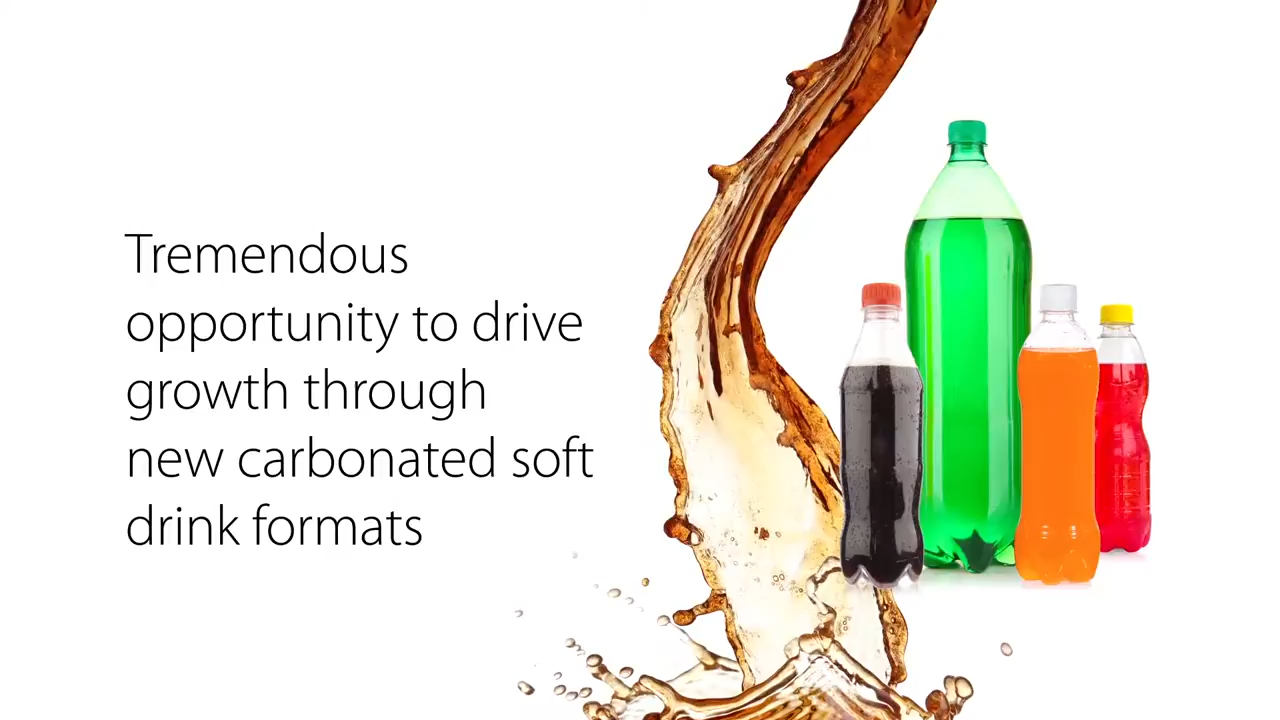 Tremendous
opportunity to drive
growth through
new carbonated soft
drink formats